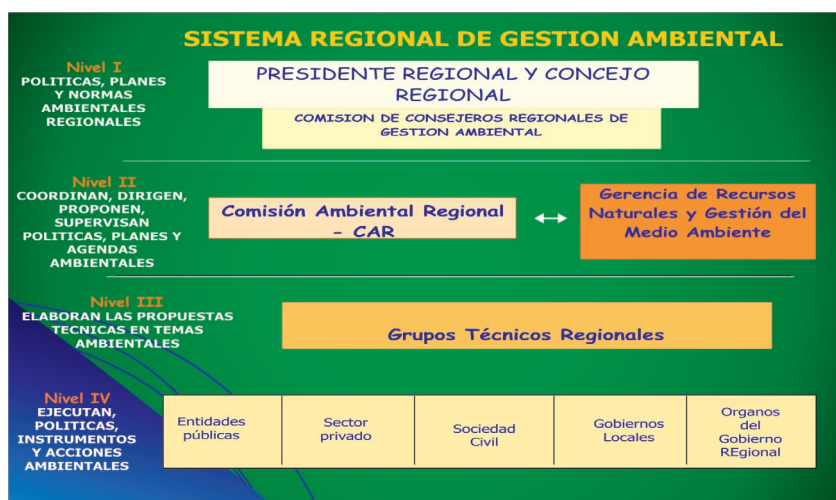 SISTEMA REGIONAL DE GESTION AMBIENTAL
Nivel I
POLITICAS, PLANES
Y NORMAS
AMBIENTALES
REGIONALES
PRESIDENTE REGIONAL Y CONCEJO
REGIONAL
COMISION DE CONSEJEROS REGIONALES DE
GESTION AMBIENTAL
Nivel II
COORDINAN, DIRIGEN,
PROPONEN,
SUPERVISAN
POLITICAS, PLANES Y
AGENDAS
AMBIENTALES
Comisión Ambiental Regional
- CAR
Gerencia de Recursos
Naturales y Gestión del
Medio Ambiente
Nivel III
ELABORAN LAS PROPUESTAS
TECNICAS EN TEMAS
AMBIENTALES
Grupos Técnicos Regionales
Nivel IV
EJECUTAN,
POLITICAS,
INSTRUMENTOS
Y ACCIONES
AMBIENTALES
Entidades
públicas
Sector
privado
Sociedad
Civil
Gobiernos
Locales
Organos
del
Gobierno
REgional